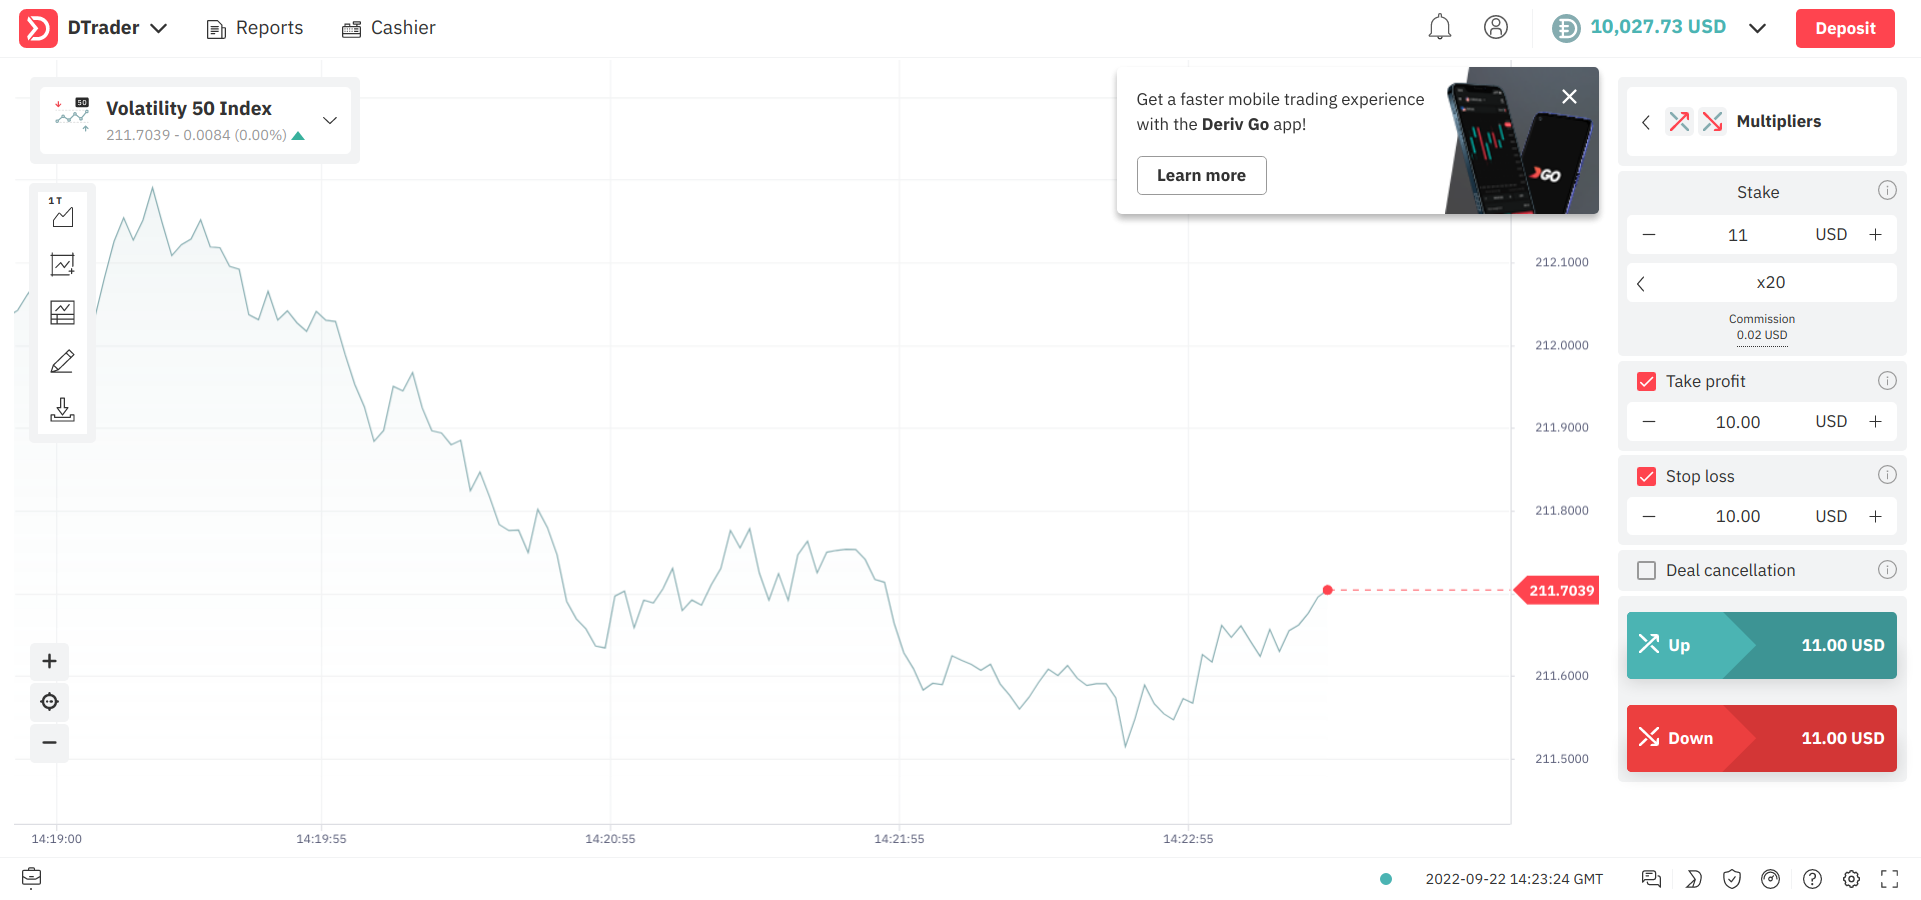 DTrader
Reports
Cashier
10,027.73 USD
Deposit
50
Volatility 50 Index
211.7039 - 0.0084 (0.00%)
Get a faster mobile trading experience
with the Deriv Go app!
Learn more
GO
Multipliers
1 T
Stake
11 USD
x20
Commission
0.02 USD
Take profit
10.00 USD
Stop loss
10.00 USD
Deal cancellation
Up 11.00 USD
Down 11.00 USD
212.1000
212.0000
211.9000
211.8000
211.7039
211.6000
211.5000
14:19:00
14:19:55
14:20:55
14:21:55
14:22:55
2022-09-22 14:23:24 GMT